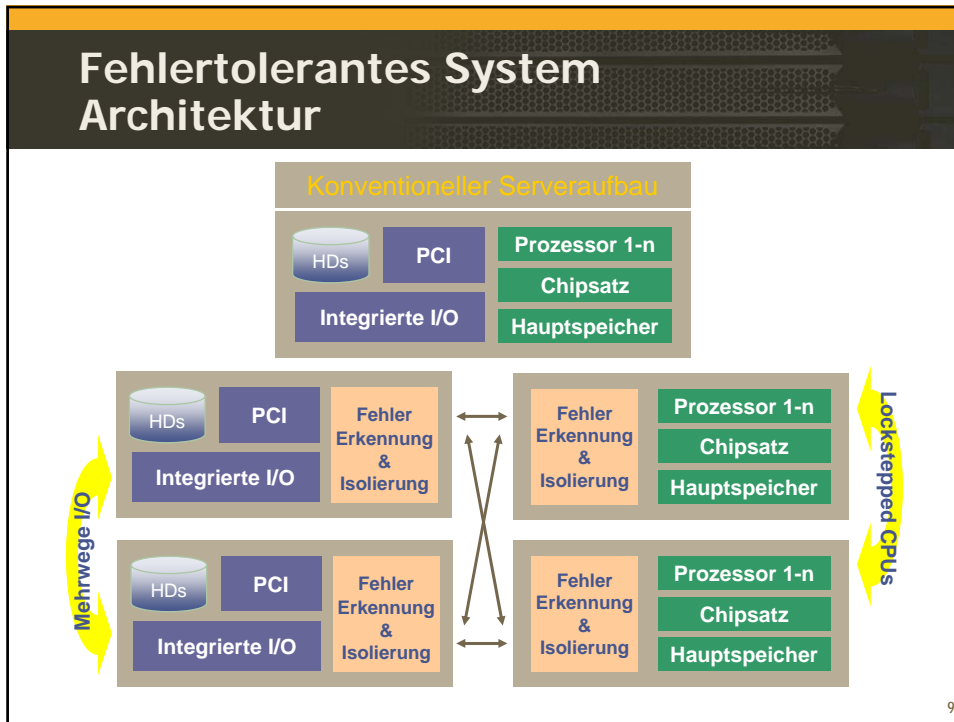 Fehlertolerantes System
Architektur
Konventioneller Serveraufbau
HDs
PCI
Integrierte I/O
Prozessor 1-n
Chipsatz
Hauptspeicher
Mehrwege I/O
HDs
PCI
Integrierte I/O
Fehler
Erkennung
&
Isolierung
Fehler
Erkennung
&
Isolierung
Prozessor 1-n
Chipsatz
Hauptspeicher
Lockstepped CPUs
HDs
PCI
Integrierte I/O
Fehler
Erkennung
&
Isolierung
Fehler
Erkennung
&
Isolierung
Prozessor 1-n
Chipsatz
Hauptspeicher
9